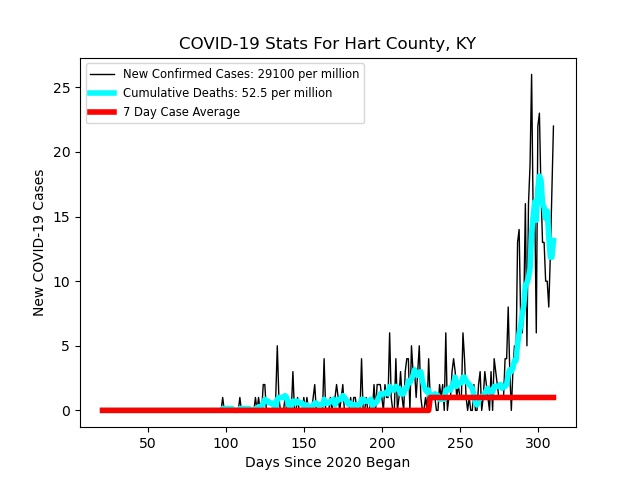 COVID-19 Stats For Hart County, KY
New Confirmed Cases: 29100 per million
Cumulative Deaths: 52.5 per million
7 Day Case Average
New COVID-19 Cases
25
20
15
10
5
0
50 100 150 200 250 300
Days Since 2020 Began